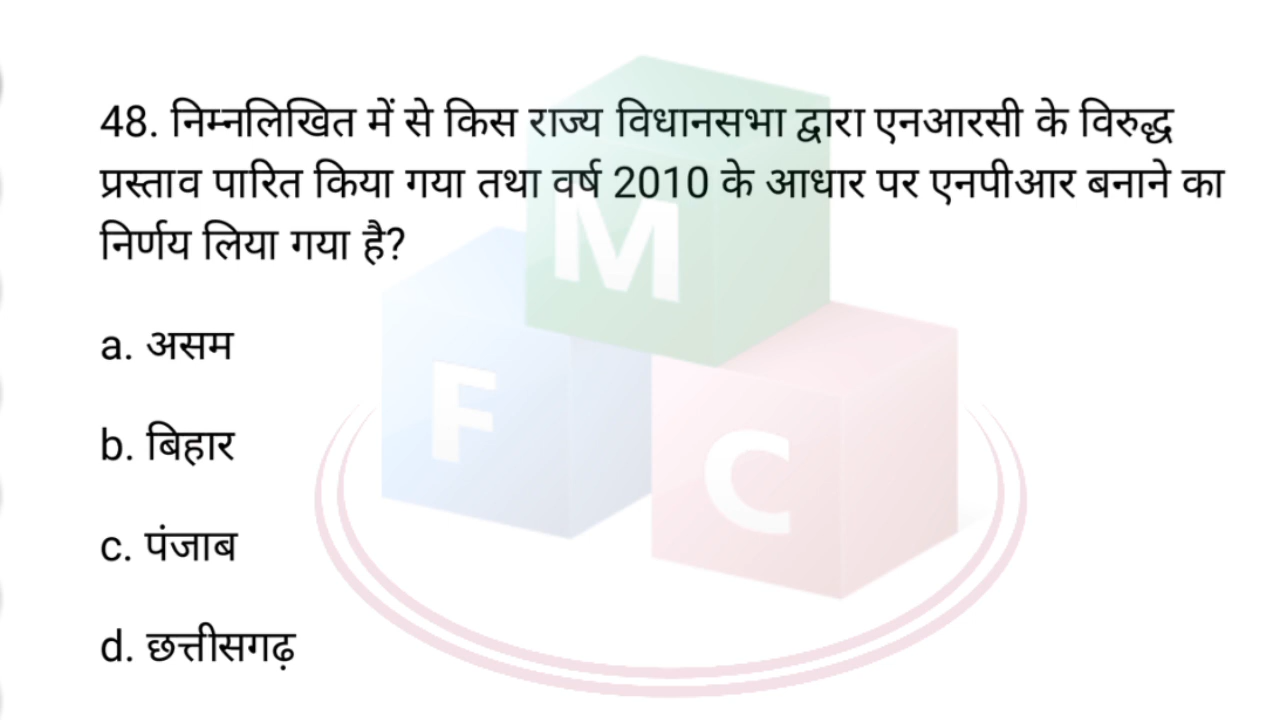 48. निम्नलिखित में से किस राज्य विधानसभा द्वारा एनआरसी के विरुद्ध
प्रस्ताव पारित किया गया तथा वर्ष 2010 के आधार पर एनपीआर बनाने का
निर्णय लिया गया है?
a. असम
b. बिहार
c. पंजाब
d. छत्तीसगढ़
M
F
C